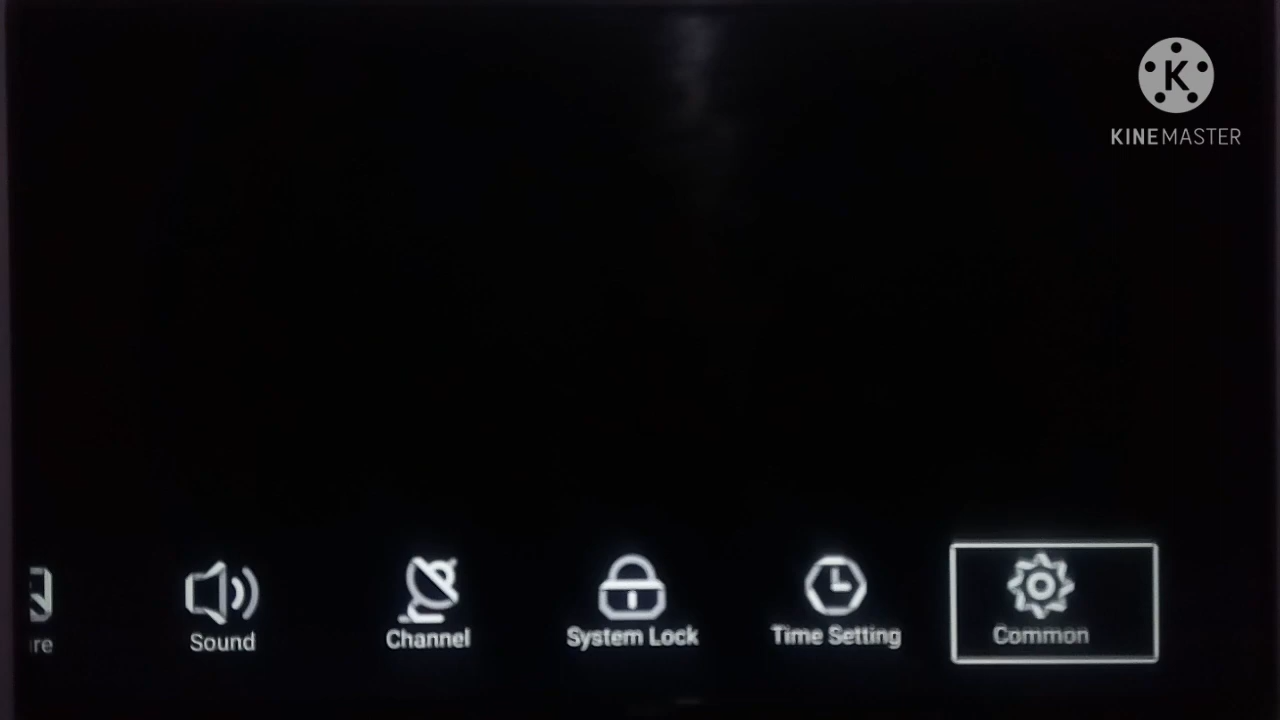 K
KINEMASTER
Sound
Channel
System Lock
Time Setting
Common